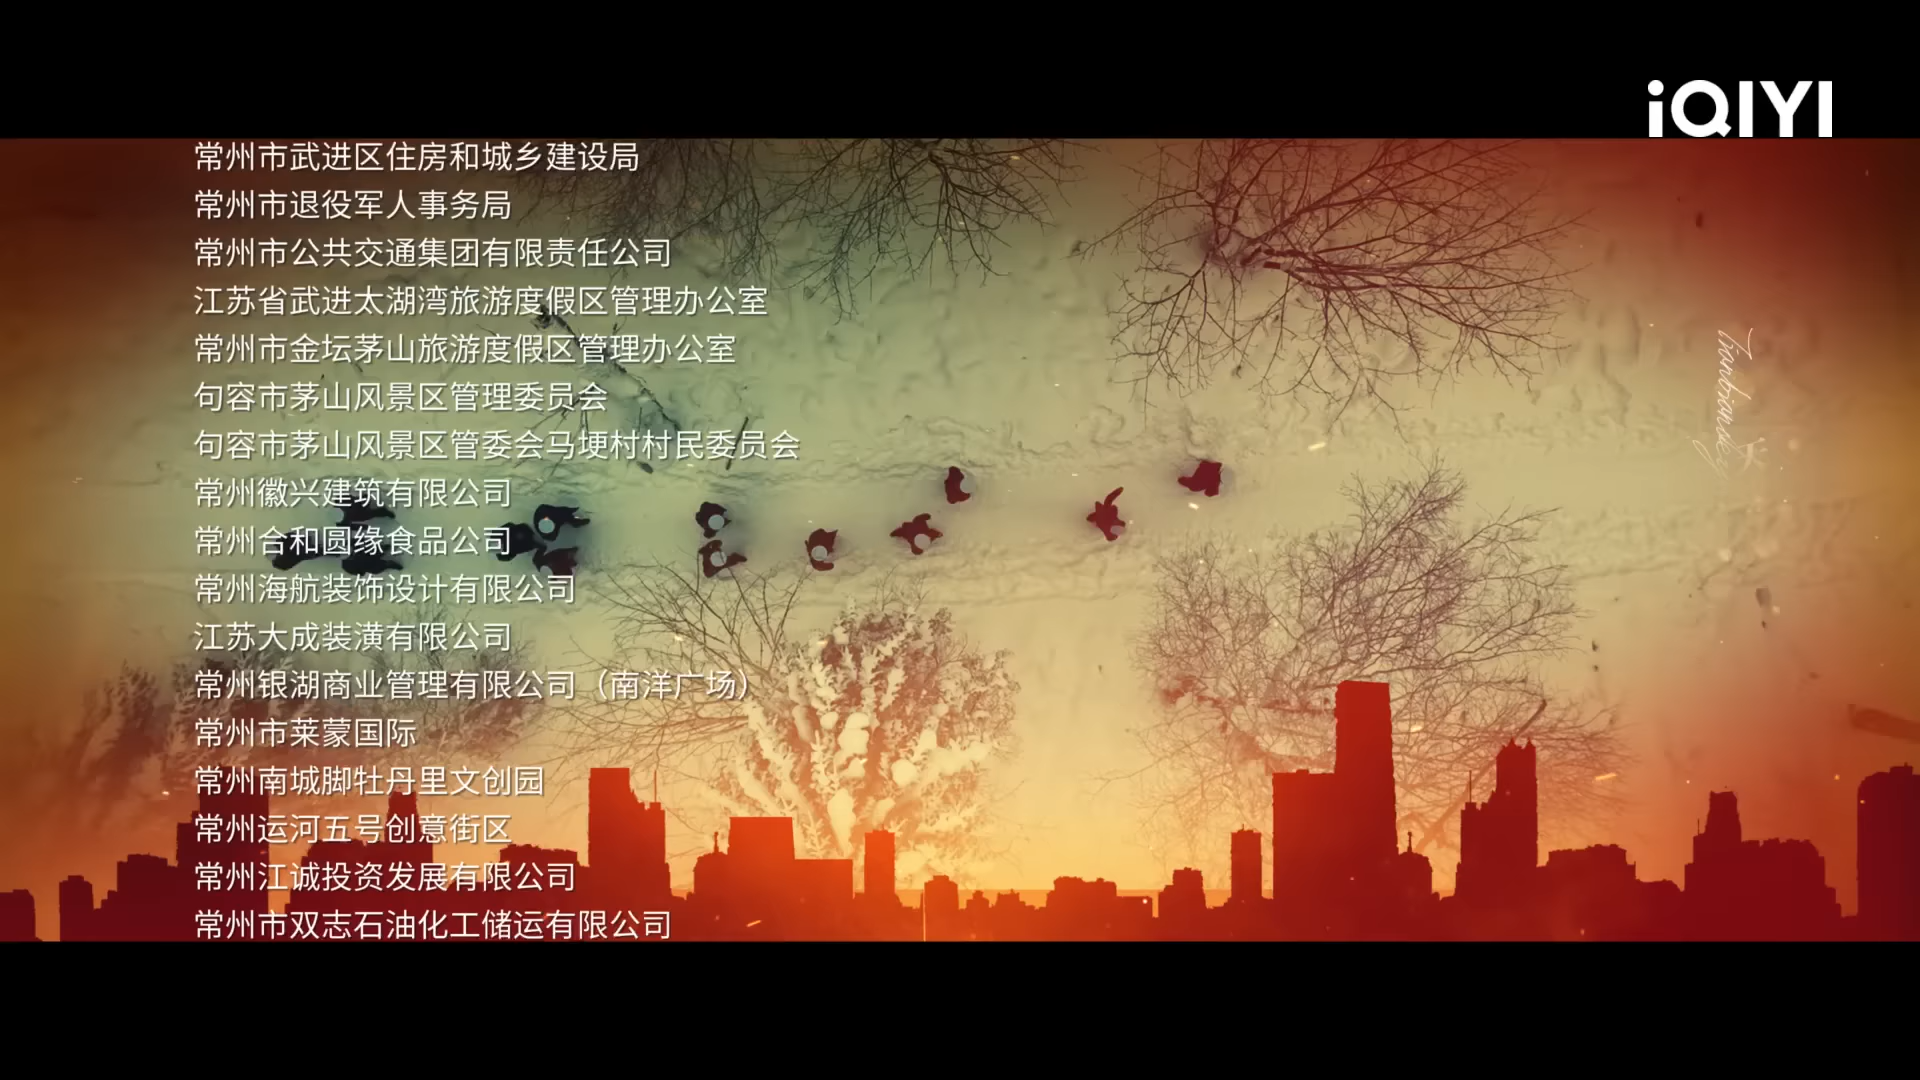 iQIYI
常州市武进区住房和城乡建设局
常州市退役军人事务局
常州市公共交通集团有限责任公司
江苏省武进太湖湾旅游度假区管理办公室
常州市金坛茅山旅游度假区管理办公室
句容市茅山风景区管理委员会
句容市茅山风景区管委会马埂村村民委员会
常州徽兴建筑有限公司
常州合和圆缘食品公司
常州海航装饰设计有限公司
江苏大成装潢有限公司
常州银湖商业管理有限公司（南洋广场）
常州市莱蒙国际
常州南城脚牡丹里文创园
常州运河五号创意街区
常州江诚投资发展有限公司
常州市双志石油化工储运有限公司